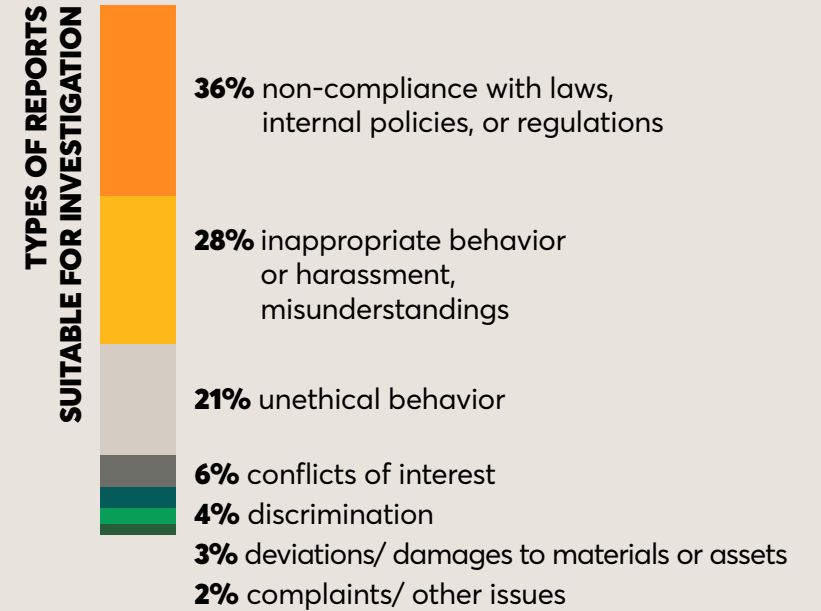 TYPES OF REPORTS
SUITABLE FOR INVESTIGATION
36% non-compliance with laws,
internal policies, or regulations
28% inappropriate behavior
or harassment,
misunderstandings
21% unethical behavior
6% conflicts of interest
4% discrimination
3% deviations/ damages to materials or assets
2% complaints/ other issues